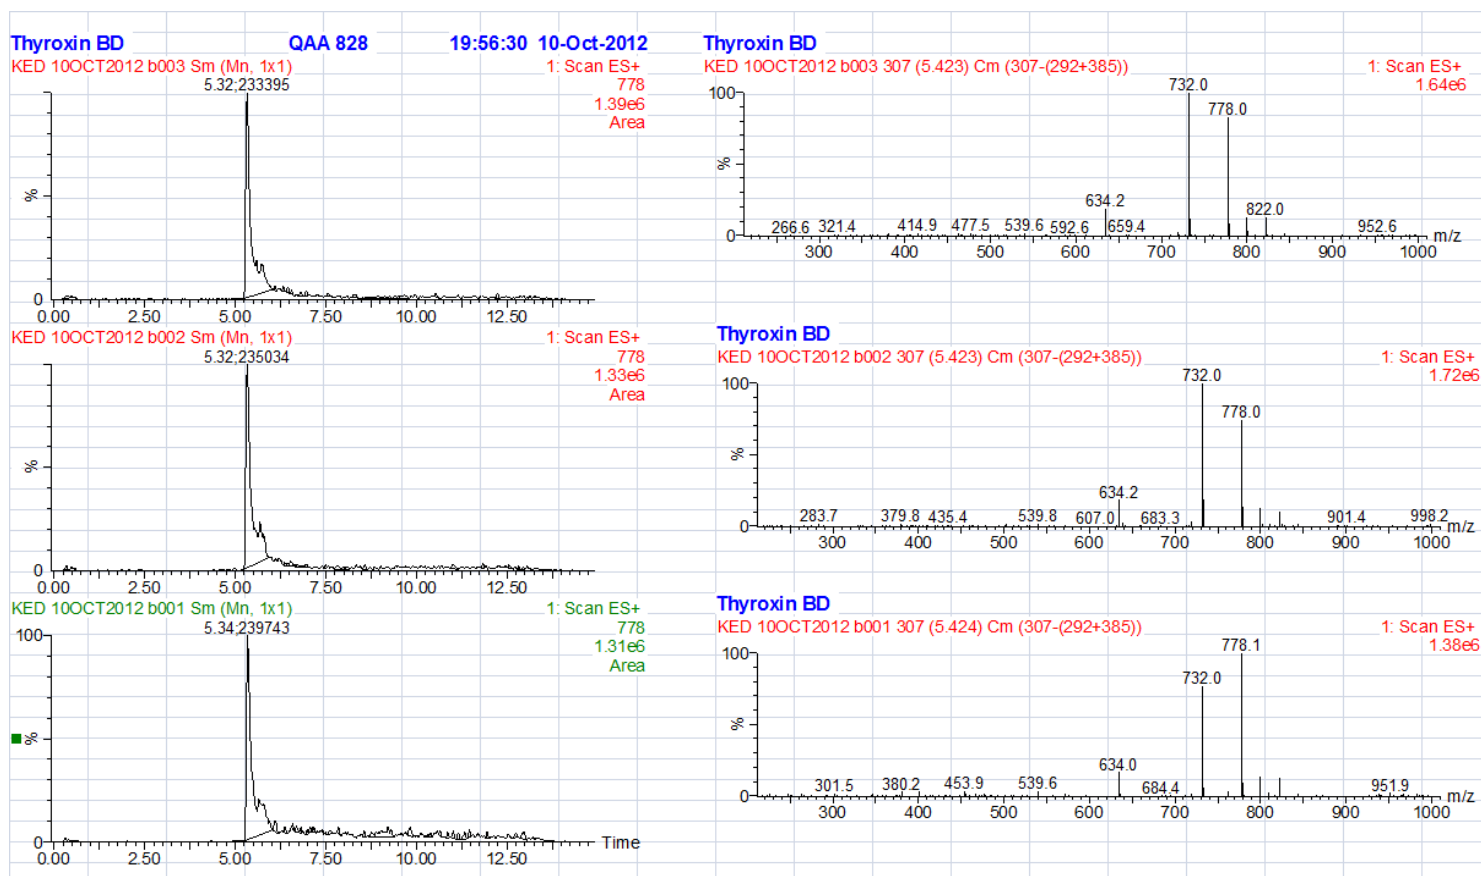 Thyroxin BD QAA 828 19:56:30 10-Oct-2012
KED 10OCT2012 b003 Sm (Mn, 1x1) 1: Scan ES+
778
1.39e6
Area
5.32;233395
%
0
0.00 2.50 5.00 7.50 10.00 12.50
KED 10OCT2012 b002 Sm (Mn, 1x1) 1: Scan ES+
778
1.33e6
Area
5.32;235034
%
0
0.00 2.50 5.00 7.50 10.00 12.50
KED 10OCT2012 b001 Sm (Mn, 1x1) 1: Scan ES+
778
1.31e6
Area
5.34;239743
100
%
0
Time
0.00 2.50 5.00 7.50 10.00 12.50
Thyroxin BD
KED 10OCT2012 b003 307 (5.423) Cm (307-(292+385)) 1: Scan ES+
1.64e6
100
732.0
778.0
%
634.2
822.0
266.6 321.4 414.9 477.5 539.6 592.6 659.4 952.6
0
m/z
300 400 500 600 700 800 900 1000
Thyroxin BD
KED 10OCT2012 b002 307 (5.423) Cm (307-(292+385)) 1: Scan ES+
1.72e6
100
732.0
778.0
%
634.2
283.7 379.8 435.4 539.8 607.0 683.3 901.4 998.2
0
m/z
300 400 500 600 700 800 900 1000
Thyroxin BD
KED 10OCT2012 b001 307 (5.424) Cm (307-(292+385)) 1: Scan ES+
1.38e6
100
778.1
732.0
%
634.0
301.5 380.2 453.9 539.6 684.4 951.9
0
m/z
300 400 500 600 700 800 900 1000